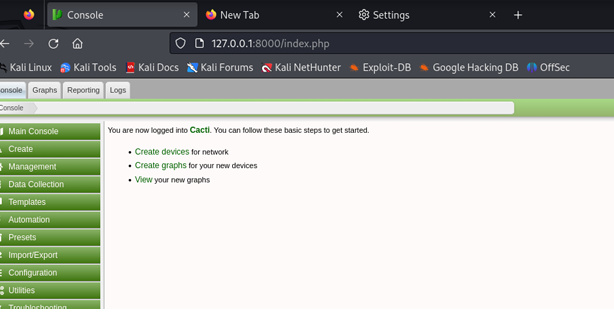 Console
New Tab
Settings
127.0.0.1:8000/index.php
Kali Linux Kali Tools Kali Docs Kali Forums Kali NetHunter Exploit-DB Google Hacking DB OffSec
onsole Graphs Reporting Logs
Console
Main Console
Create
Management
Data Collection
Templates
Automation
Presets
Import/Export
Configuration
Utilities
Troubleshooting
You are now logged into Cacti. You can follow these basic steps to get started.
• Create devices for network
• Create graphs for your new devices
• View your new graphs